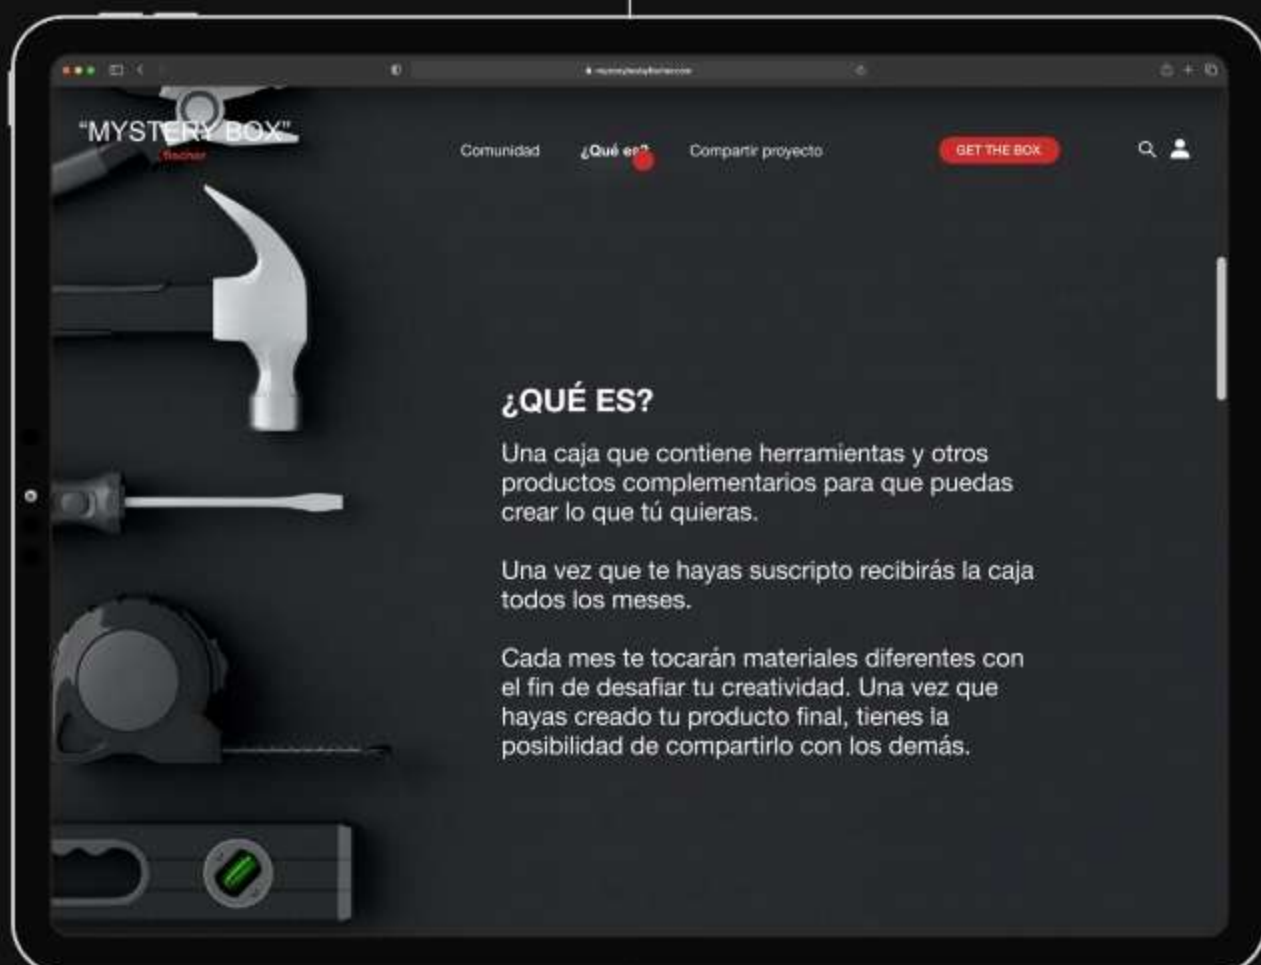 "MYSTERY BOX"
fischer
Comunidad
¿Qué es?
Compartir proyecto
GET THE BOX
¿QUÉ ES?
Una caja que contiene herramientas y otros
productos complementarios para que puedas
crear lo que tú quieras.
Una vez que te hayas suscripto recibirás la caja
todos los meses.
Cada mes te tocarán materiales diferentes con
el fin de desafiar tu creatividad. Una vez que
hayas creado tu producto final, tienes la
posibilidad de compartirlo con los demás.